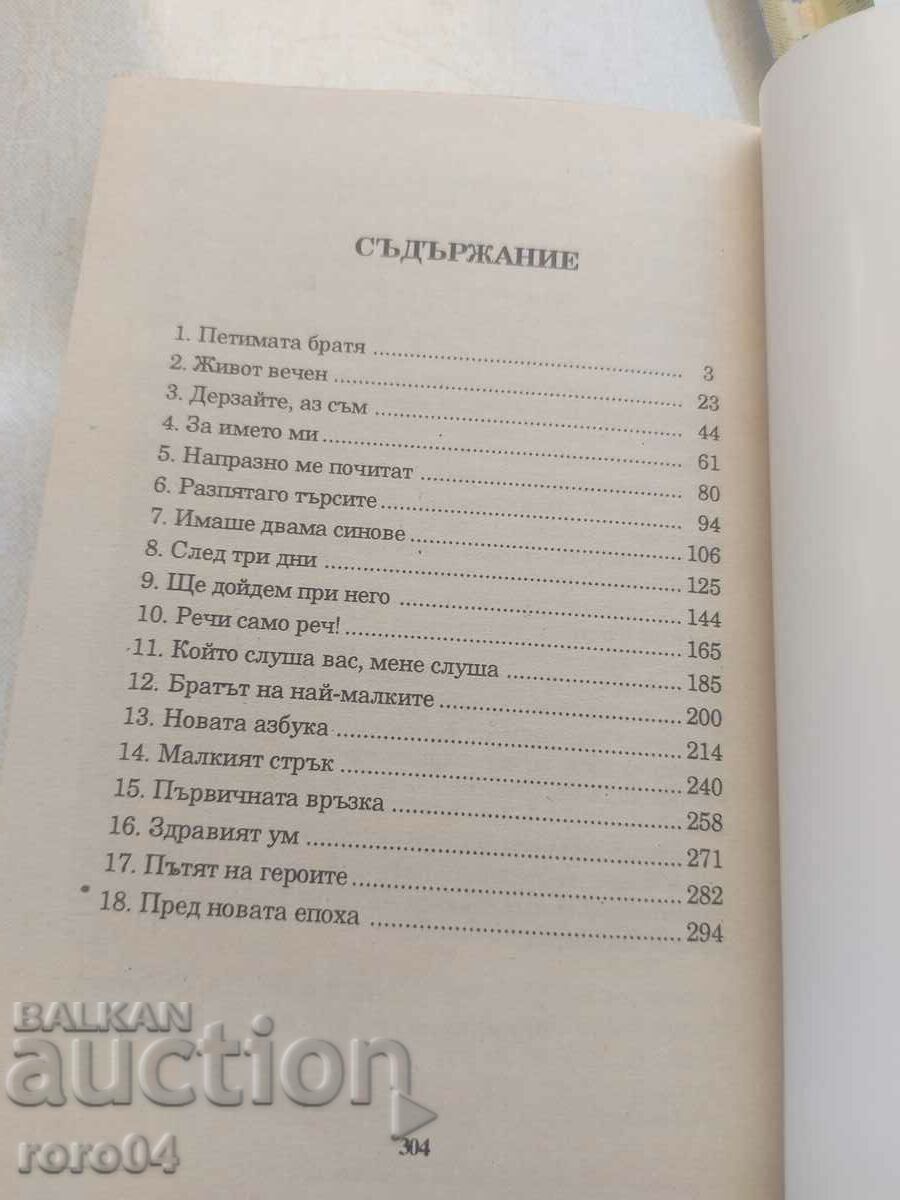 СЪДЪРЖАНИЕ
1. Петимата братя ........ 3
2. Живот вечен ........ 23
3. Дерзайте, аз съм ........ 44
4. За името ми ........ 61
5. Напразно ме почитат ........ 80
6. Разпятаго търсите ........ 94
7. Имаше двама синове ........ 106
8. След три дни ........ 125
9. Ще дойдем при него ........ 144
10. Речи само реч! ........ 165
11. Който слуша вас, мене слуша ........ 185
12. Братът на най-малките ........ 200
13. Новата азбука ........ 214
14. Малкият стрък ........ 240
15. Първичната връзка ........ 258
16. Здравият ум ........ 271
17. Пътят на героите ........ 282
18. Пред новата епоха ........ 294
BALKAN
auction
304
roro04